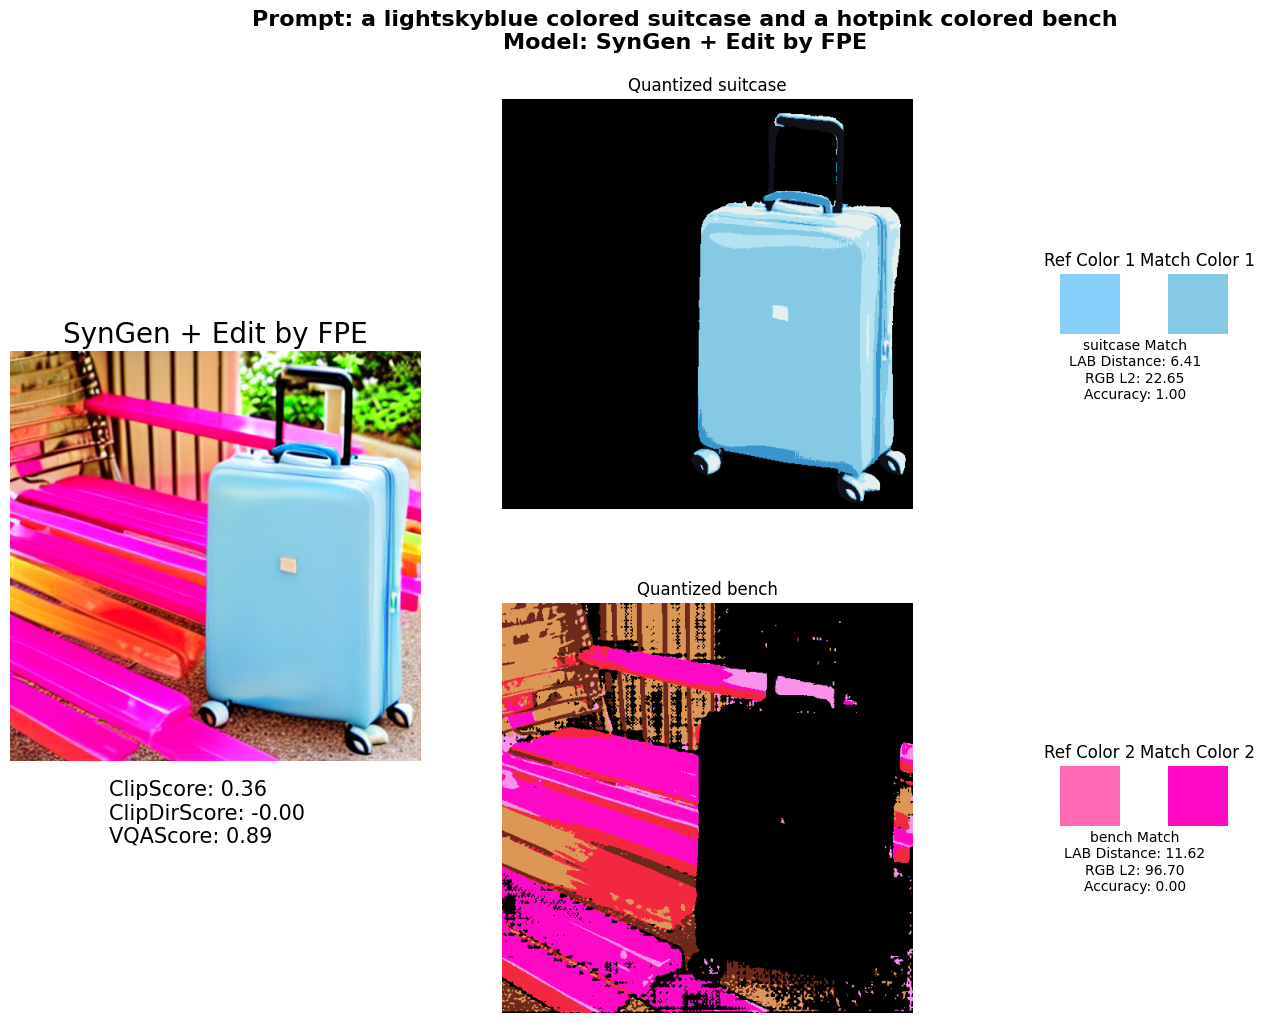 Prompt: a lightskyblue colored suitcase and a hotpink colored bench
Model: SynGen + Edit by FPE
Quantized suitcase
Ref Color 1 Match Color 1
suitcase Match
LAB Distance: 6.41
RGB L2: 22.65
Accuracy: 1.00
SynGen + Edit by FPE
ClipScore: 0.36
ClipDirScore: -0.00
VQAScore: 0.89
Quantized bench
Ref Color 2 Match Color 2
bench Match
LAB Distance: 11.62
RGB L2: 96.70
Accuracy: 0.00